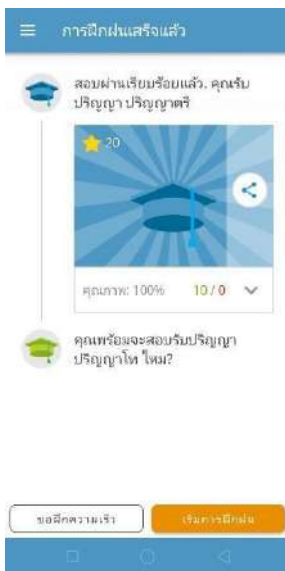 การฝึกฝนเสร็จแล้ว
สอบผ่านเรียบร้อยแล้ว. คุณรับ
ปริญญา ปริญญาตรี
20
คุณภาพ: 100% 10 / 0
คุณพร้อมจะสอบรับปริญญา
ปริญญาโท ไหม?
ขอฝึกความเร็ว
เริ่มการฝึกฝน